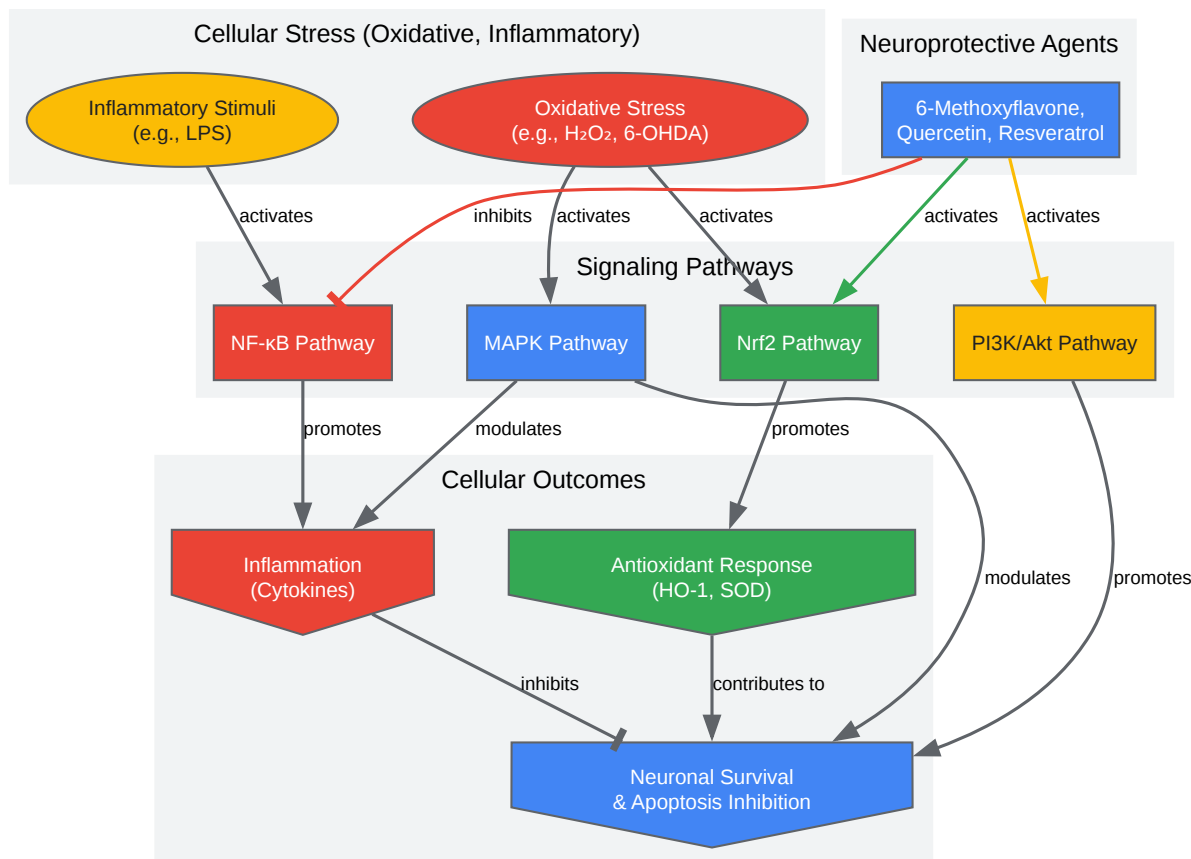 Cellular Stress (Oxidative, Inflammatory)
Neuroprotective Agents
Inflammatory Stimuli
(e.g., LPS)
Oxidative Stress
(e.g., H₂O₂, 6-OHDA)
6-Methoxyflavone,
Quercetin, Resveratrol
activates
inhibits
activates
activates
activates
activates
Signaling Pathways
NF-κB Pathway
MAPK Pathway
Nrf2 Pathway
PI3K/Akt Pathway
promotes
modulates
promotes
Cellular Outcomes
Inflammation
(Cytokines)
Antioxidant Response
(HO-1, SOD)
modulates
promotes
inhibits
contributes to
Neuronal Survival
& Apoptosis Inhibition